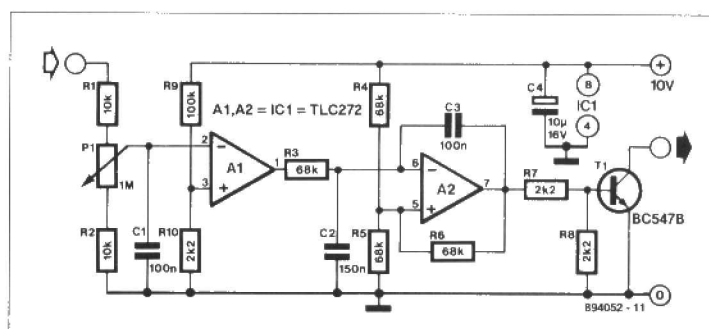 R1
10k
P1
1M
R2
10k
C1
100n
R9
100k
R10
2k2
A1,A2 = IC1 = TLC272
2
3
A1
1
R3
68k
C2
150n
R4
68k
R5
68k
C3
100n
6
5
A2
7
R6
68k
C4
10µ
16V
8
IC1
4
10V
R7
2k2
R8
2k2
T1
BC547B
0
894052 - 11